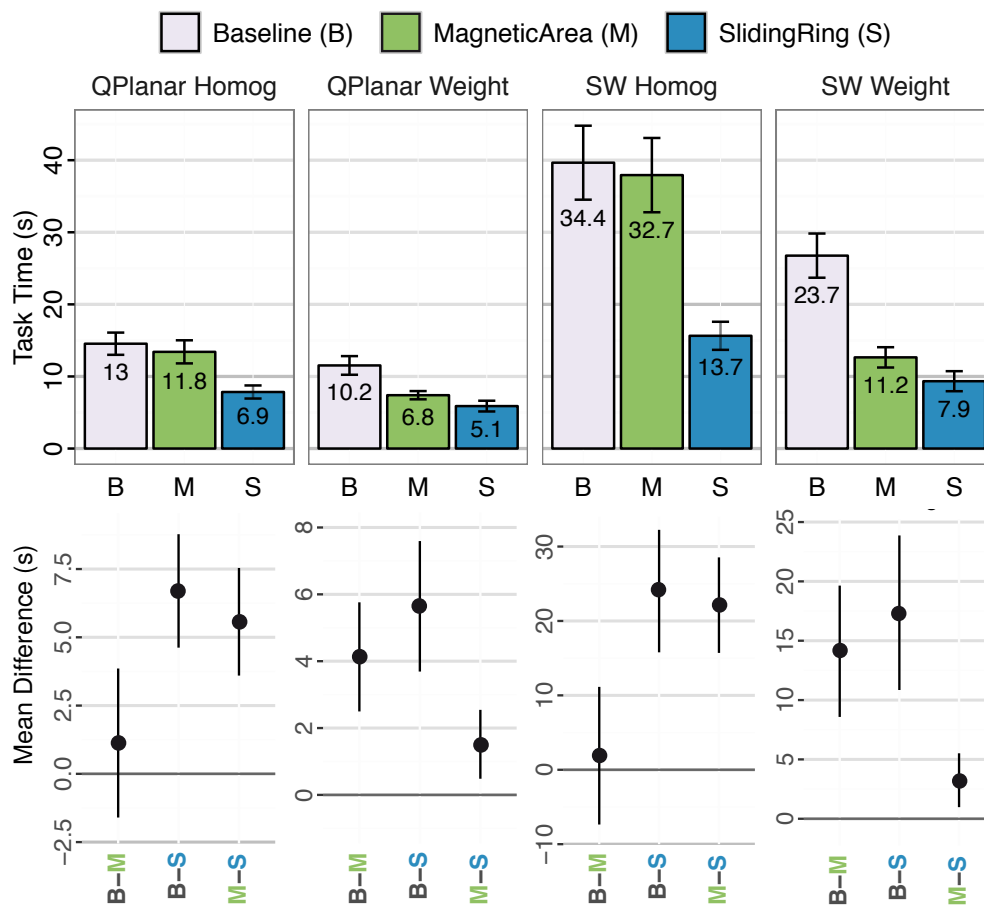 Baseline (B) MagneticArea (M) SlidingRing (S)
QPlanar Homog QPlanar Weight SW Homog SW Weight
Task Time (s)
40
30
20
10
0
13 11.8 6.9
10.2 6.8 5.1
34.4 32.7 13.7
23.7 11.2 7.9
B M S B M S B M S B M S
Mean Difference (s)
7.5
5.0
2.5
0.0
−2.5
8
6
4
2
0
30
20
10
0
−10
25
20
15
10
5
0
B−M B−S M−S B−M B−S M−S B−M B−S M−S B−M B−S M−S